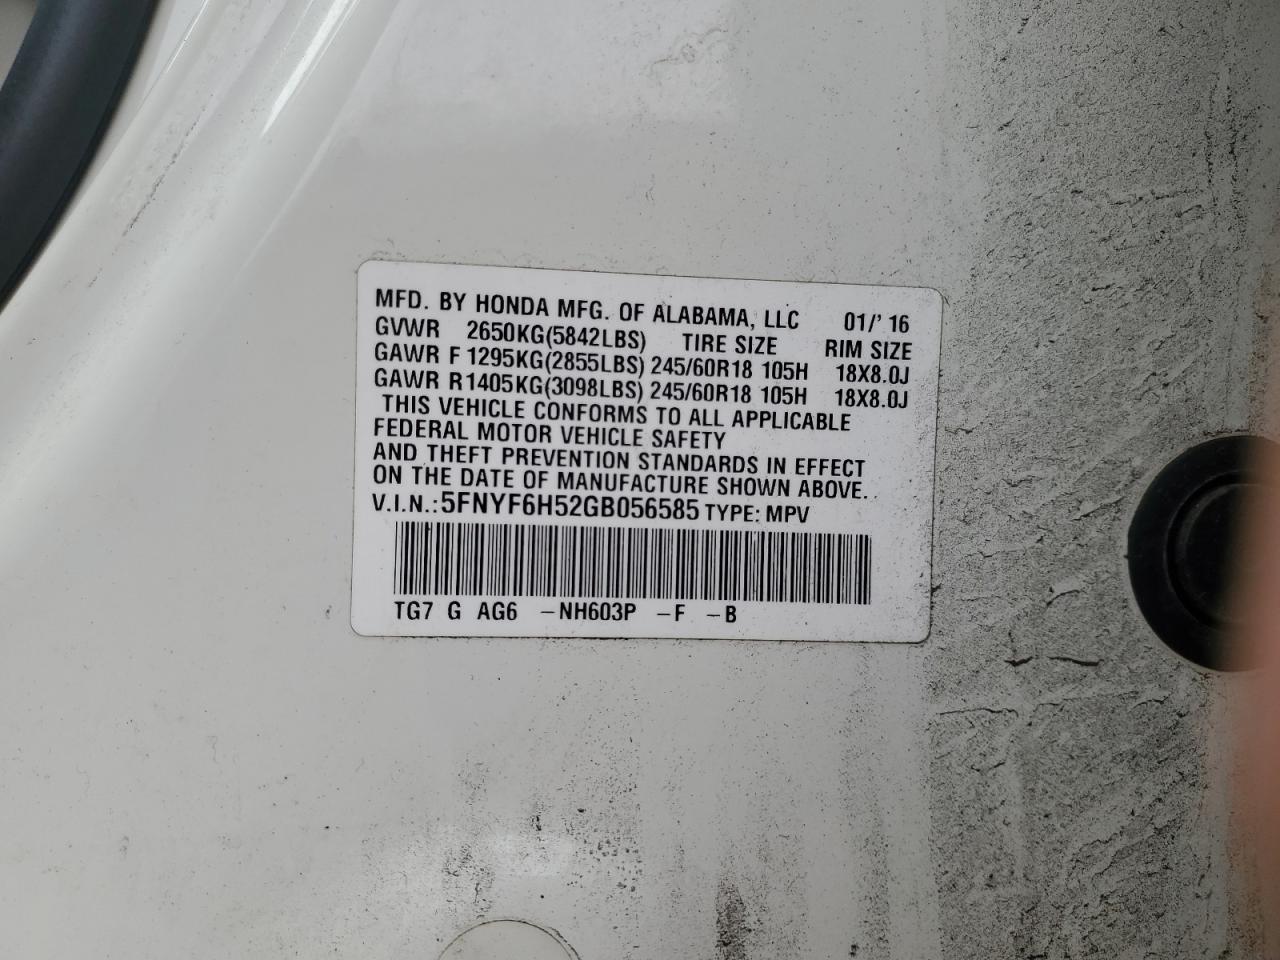 MFD. BY HONDA MFG. OF ALABAMA, LLC 01/' 16
GVWR 2650KG(5842LBS) TIRE SIZE RIM SIZE
GAWR F 1295KG(2855LBS) 245/60R18 105H 18X8.0J
GAWR R1405KG(3098LBS) 245/60R18 105H 18X8.0J
THIS VEHICLE CONFORMS TO ALL APPLICABLE
FEDERAL MOTOR VEHICLE SAFETY
AND THEFT PREVENTION STANDARDS IN EFFECT
ON THE DATE OF MANUFACTURE SHOWN ABOVE.
V.I.N.: 5FNYF6H52GB056585 TYPE: MPV
TG7 G AG6 –NH603P –F –B